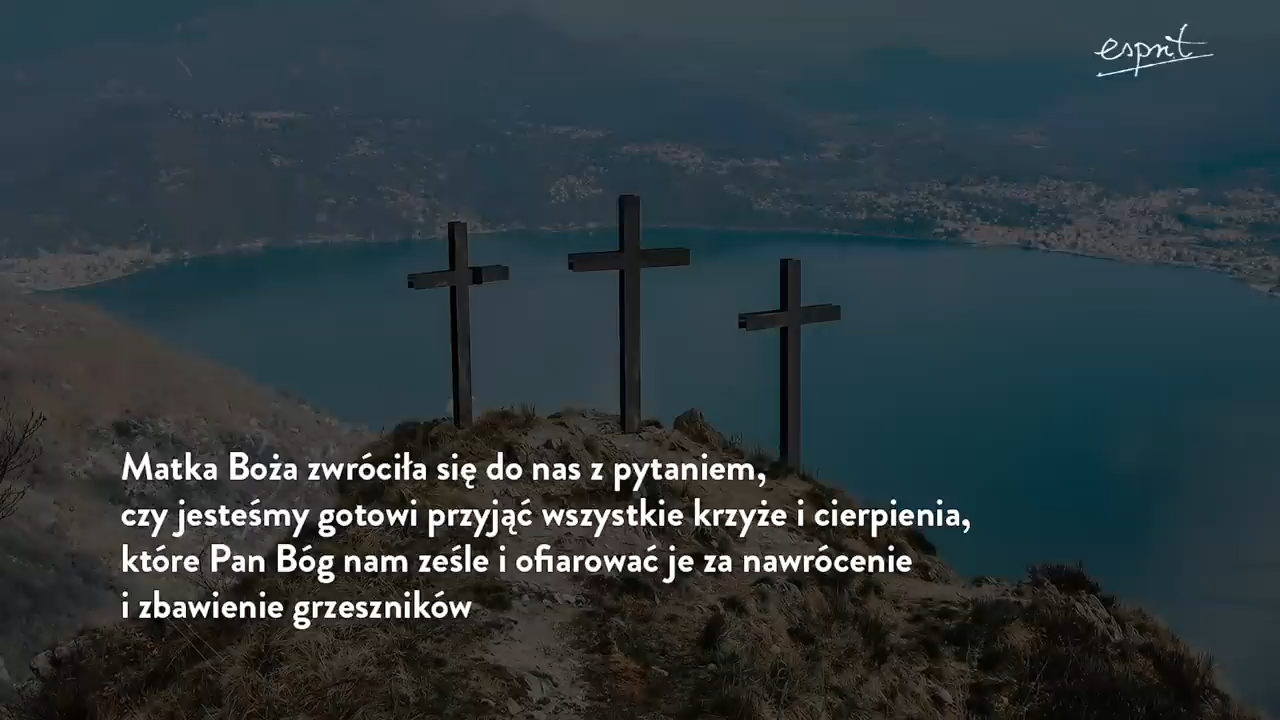 esprit
Matka Boża zwróciła się do nas z pytaniem,
czy jesteśmy gotowi przyjąć wszystkie krzyże i cierpienia,
które Pan Bóg nam ześle i ofiarować je za nawrócenie
i zbawienie grzeszników